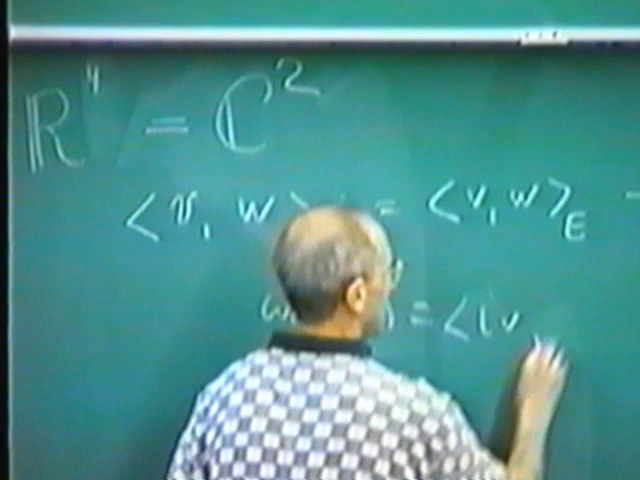 ℝ⁴ = ℂ²
⟨v, w⟩ = ⟨v, w⟩_E -
ω ) = ⟨iv,